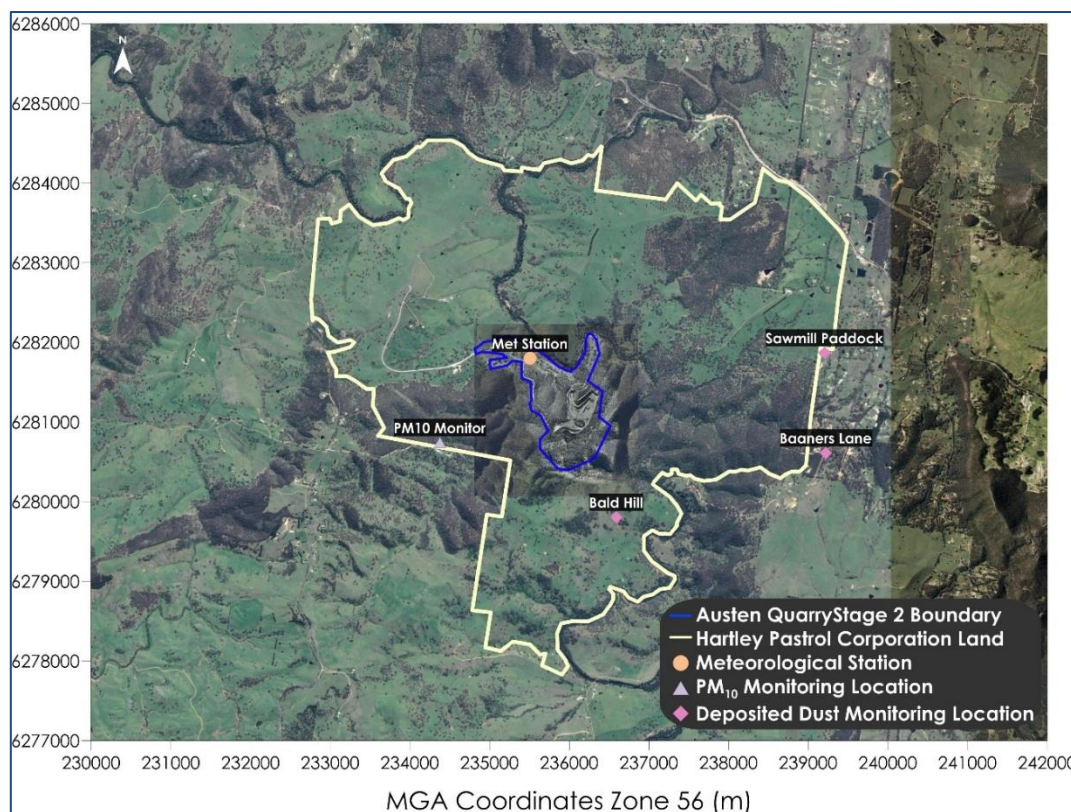 6286000
6285000
6284000
6283000
6282000
6281000
6280000
6279000
6278000
6277000
N
Met Station
Sawmill Paddock
PM10 Monitor
Baaners Lane
Bald Hill
Austen QuarryStage 2 Boundary
Hartley Pastrol Corporation Land
Meteorological Station
PM₁₀ Monitoring Location
Deposited Dust Monitoring Location
230000 231000 232000 233000 234000 235000 236000 237000 238000 239000 240000 241000 242000
MGA Coordinates Zone 56 (m)